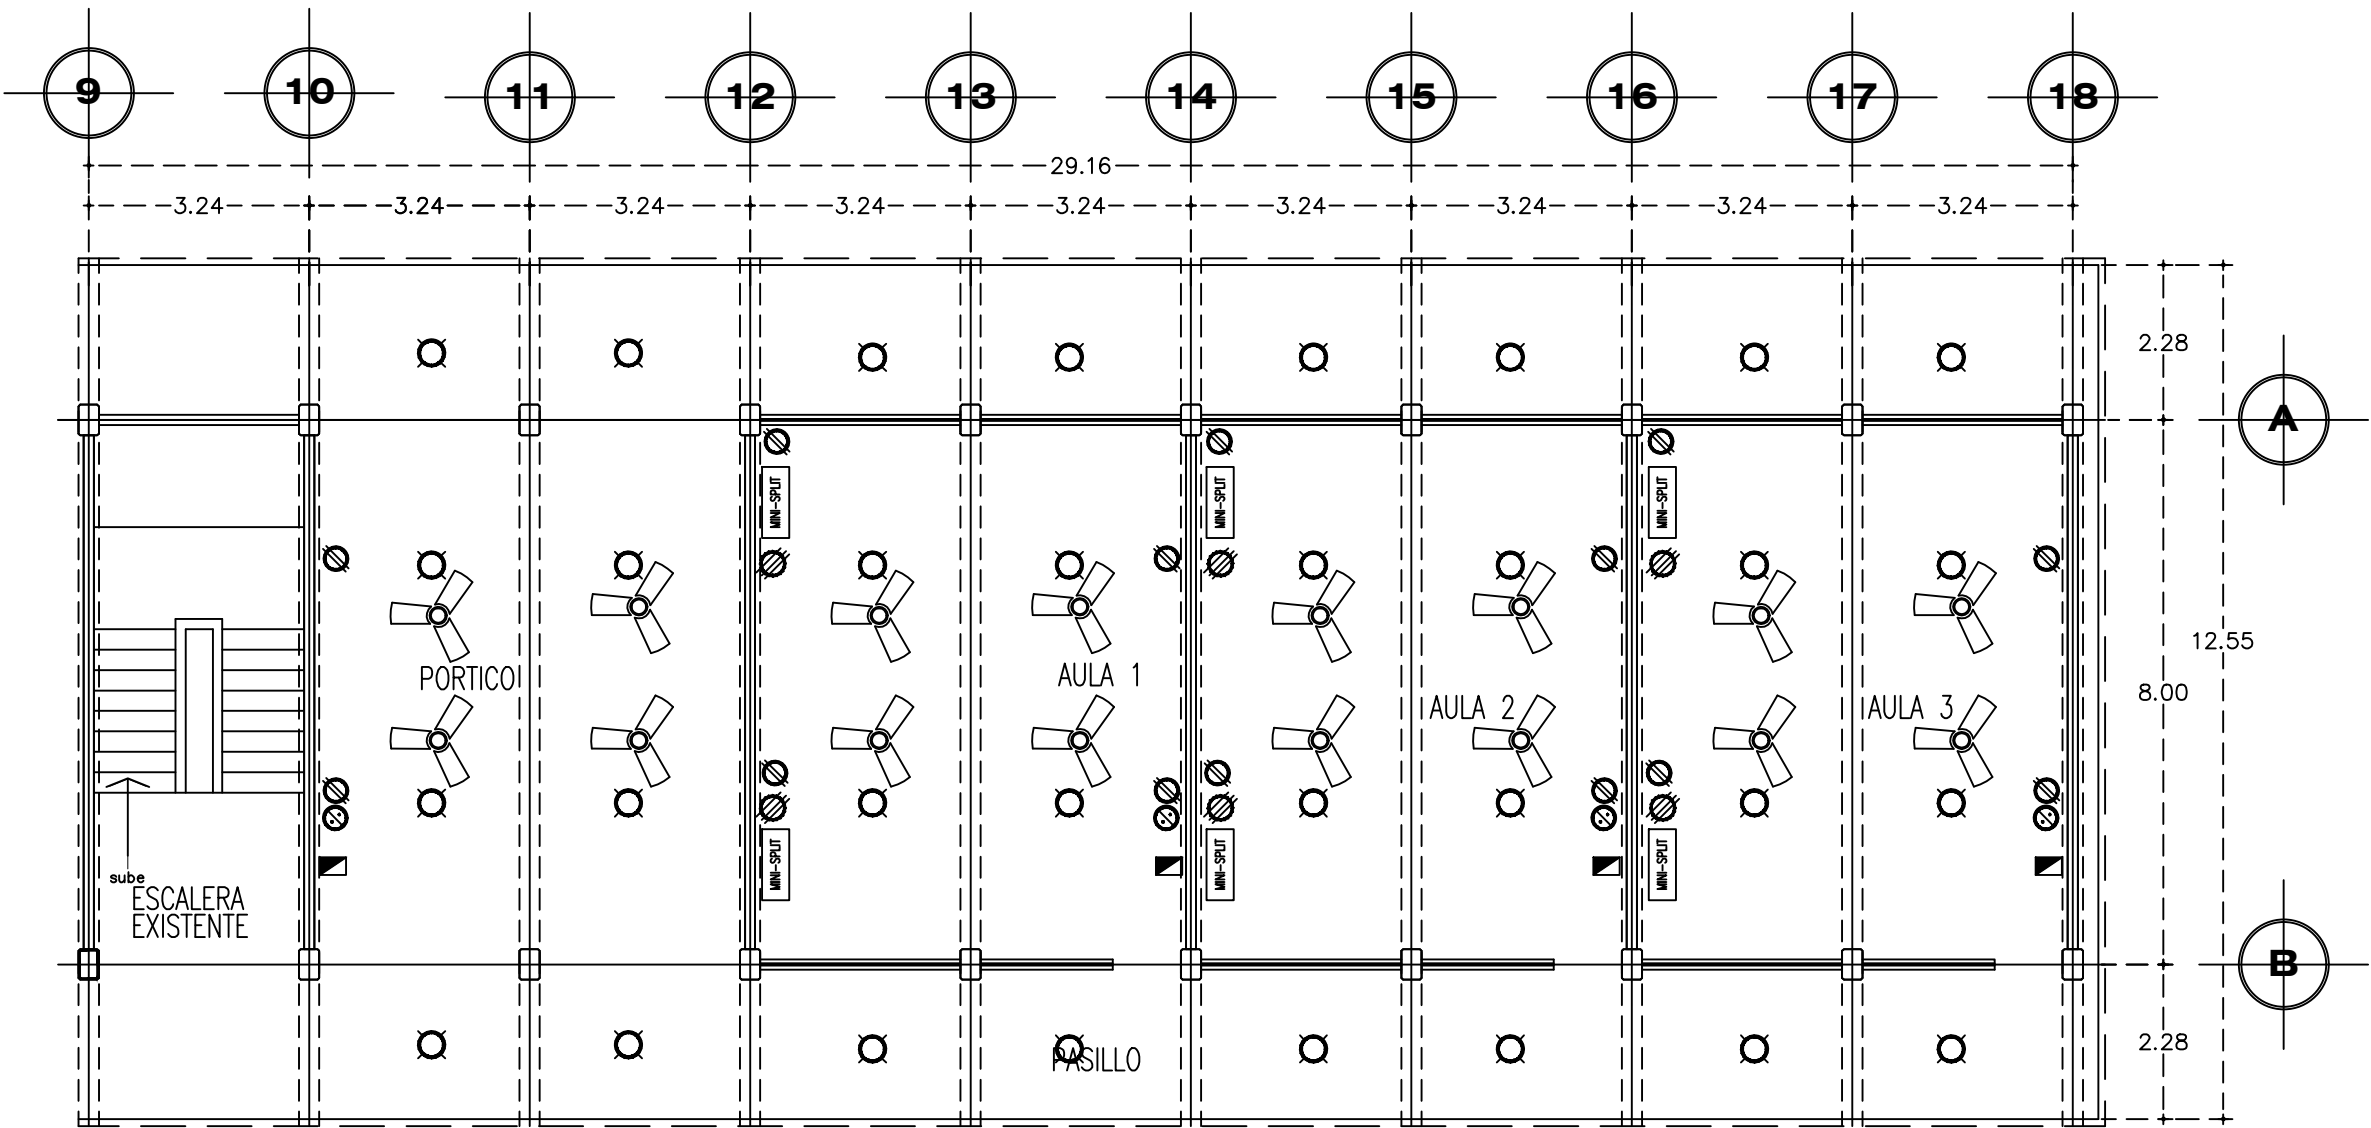 9 10 11 12 13 14 15 16 17 18
29.16
3.24 3.24 3.24 3.24 3.24 3.24 3.24 3.24 3.24
2.28
A
MINI-SPLIT MINI-SPLIT MINI-SPLIT
12.55
PORTICO
AULA 1
8.00
AULA 2
AULA 3
MINI-SPLIT MINI-SPLIT MINI-SPLIT
sube
ESCALERA
EXISTENTE
B
2.28
PASILLO